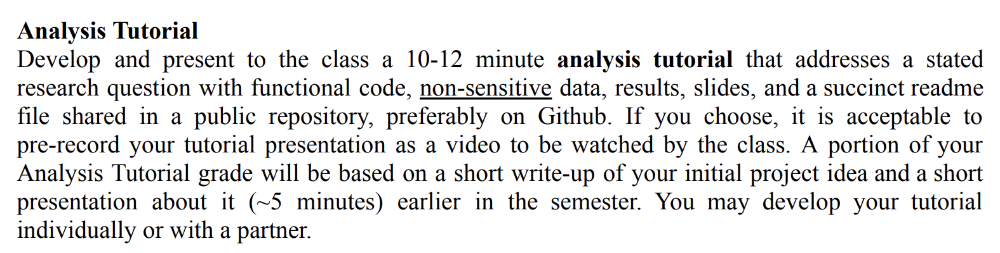 Analysis Tutorial
Develop and present to the class a 10-12 minute analysis tutorial that addresses a stated
research question with functional code, non-sensitive data, results, slides, and a succinct readme
file shared in a public repository, preferably on Github. If you choose, it is acceptable to
pre-record your tutorial presentation as a video to be watched by the class. A portion of your
Analysis Tutorial grade will be based on a short write-up of your initial project idea and a short
presentation about it (~5 minutes) earlier in the semester. You may develop your tutorial
individually or with a partner.